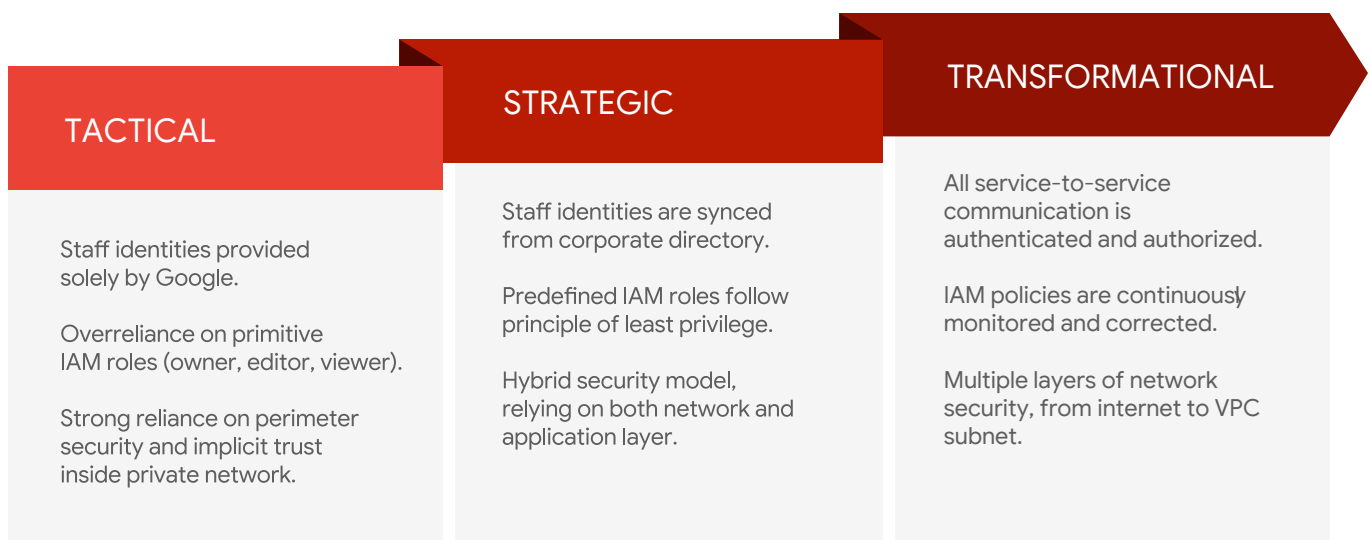 TACTICAL
Staff identities provided
solely by Google.
Overreliance on primitive
IAM roles (owner, editor, viewer).
Strong reliance on perimeter
security and implicit trust
inside private network.
STRATEGIC
Staff identities are synced
from corporate directory.
Predefined IAM roles follow
principle of least privilege.
Hybrid security model,
relying on both network and
application layer.
TRANSFORMATIONAL
All service-to-service
communication is
authenticated and authorized.
IAM policies are continuously
monitored and corrected.
Multiple layers of network
security, from internet to VPC
subnet.